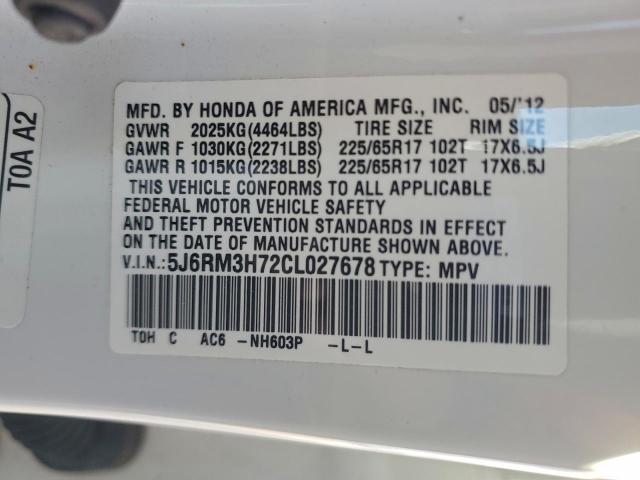 MFD. BY HONDA OF AMERICA MFG., INC. 05/'12
GVWR 2025KG(4464LBS) TIRE SIZE RIM SIZE
GAWR F 1030KG(2271LBS) 225/65R17 102T 17X6.5J
GAWR R 1015KG(2238LBS) 225/65R17 102T 17X6.5J
THIS VEHICLE CONFORMS TO ALL APPLICABLE
FEDERAL MOTOR VEHICLE SAFETY
AND THEFT PREVENTION STANDARDS IN EFFECT
ON THE DATE OF MANUFACTURE SHOWN ABOVE.
V.I.N.: 5J6RM3H72CL027678 TYPE: MPV
TOH C AC6 -NH603P -L-L
TOA A2